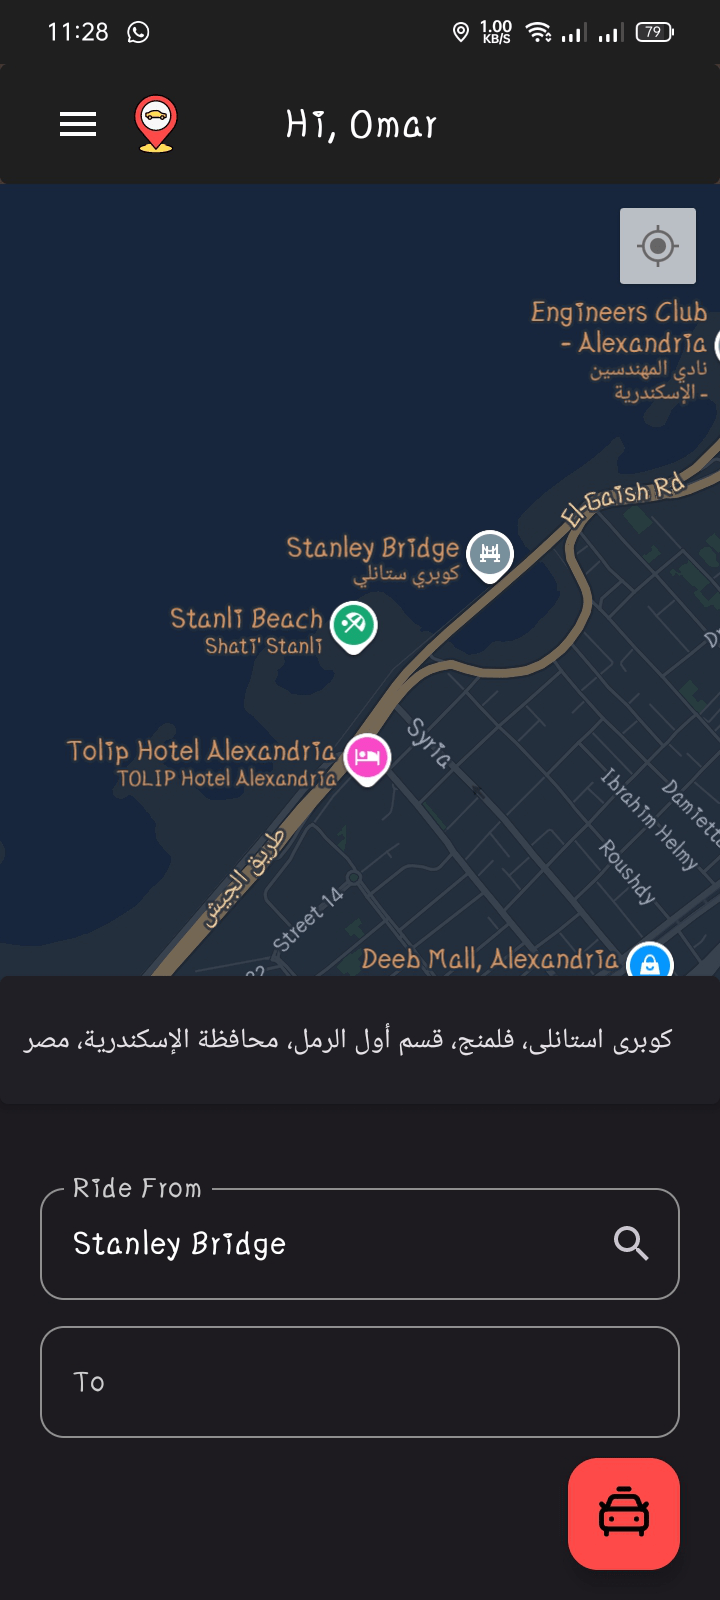 11:28
1.00
KB/S
79
Hi, Omar
Engineers Club
- Alexandria
نادي المهندسين
- الإسكندرية
El-Gaish Rd
Stanley Bridge
كوبري ستانلي
Stanli Beach
Shati' Stanli
Syria
Tolip Hotel Alexandria
TOLIP Hotel Alexandria
Ibrahim Helmy
Damietta
Roushdy
طريق الجيش
Street 14
Deeb Mall, Alexandria
كوبرى استانلى، فلمنج، قسم أول الرمل، محافظة الإسكندرية، مصر
Ride From
Stanley Bridge
To